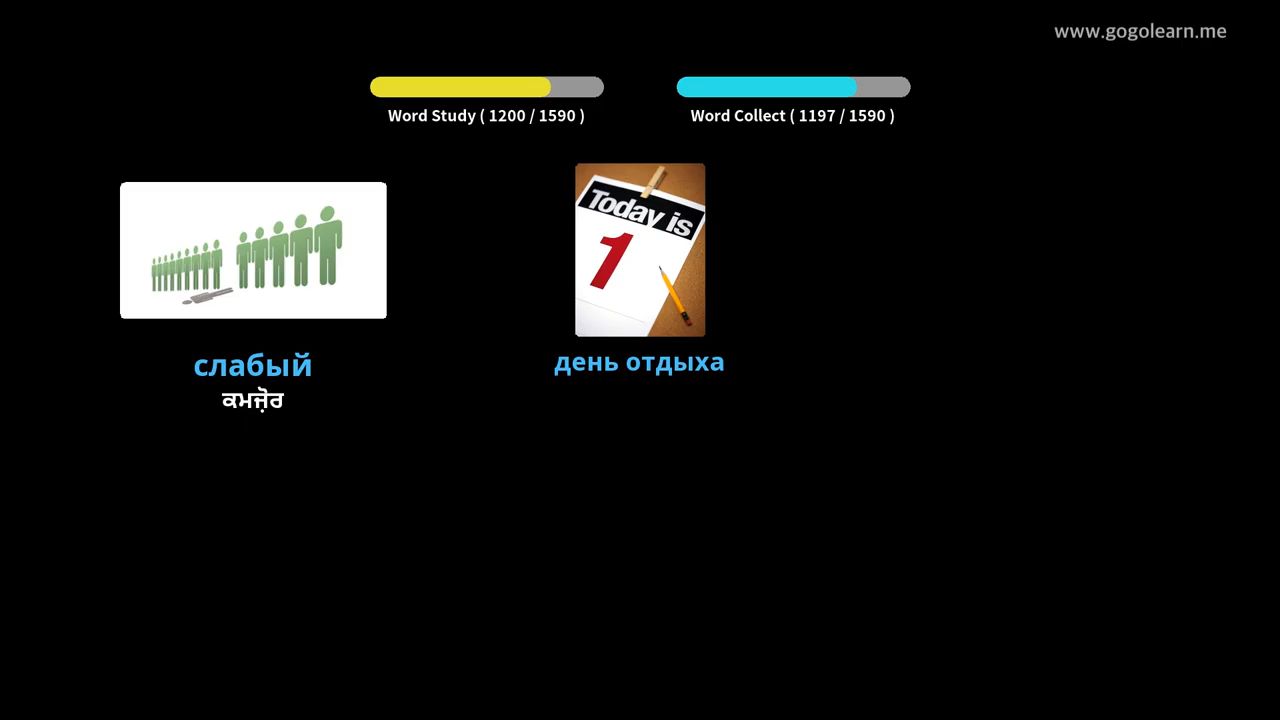 www.gogolearn.me
Word Study ( 1200 / 1590 )
Word Collect ( 1197 / 1590 )
Today is
1
слабый
ਕਮਜ਼ੋਰ
день отдыха